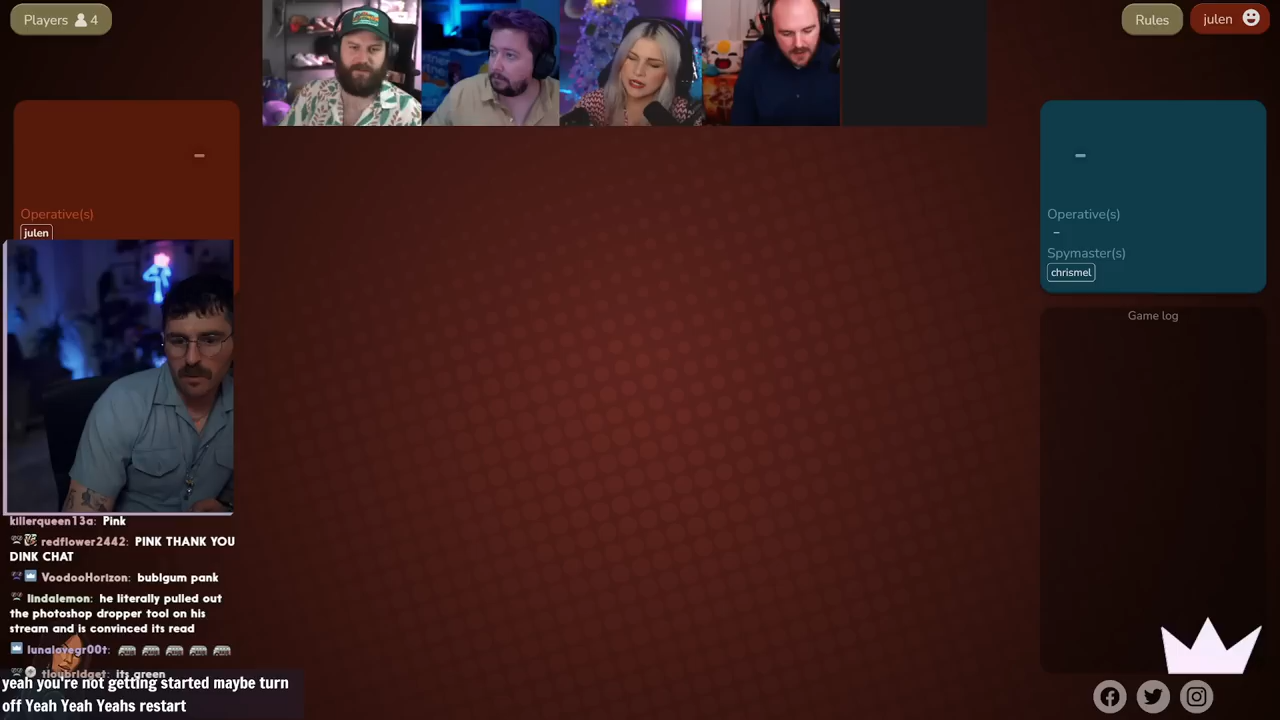 Players 4
Rules
julen
-
Operative(s)
julen
-
Operative(s)
-
Spymaster(s)
chrismel
Game log
killerqueen13a: Pink
redflower2442: PINK THANK YOU
DINK CHAT
VoodooHorizon: bublgum pank
lindalemon: he literally pulled out
the photoshop dropper tool on his
stream and is convinced its read
lunalovegr00t:
its green
yeah you're not getting started maybe turn
off Yeah Yeah Yeahs restart